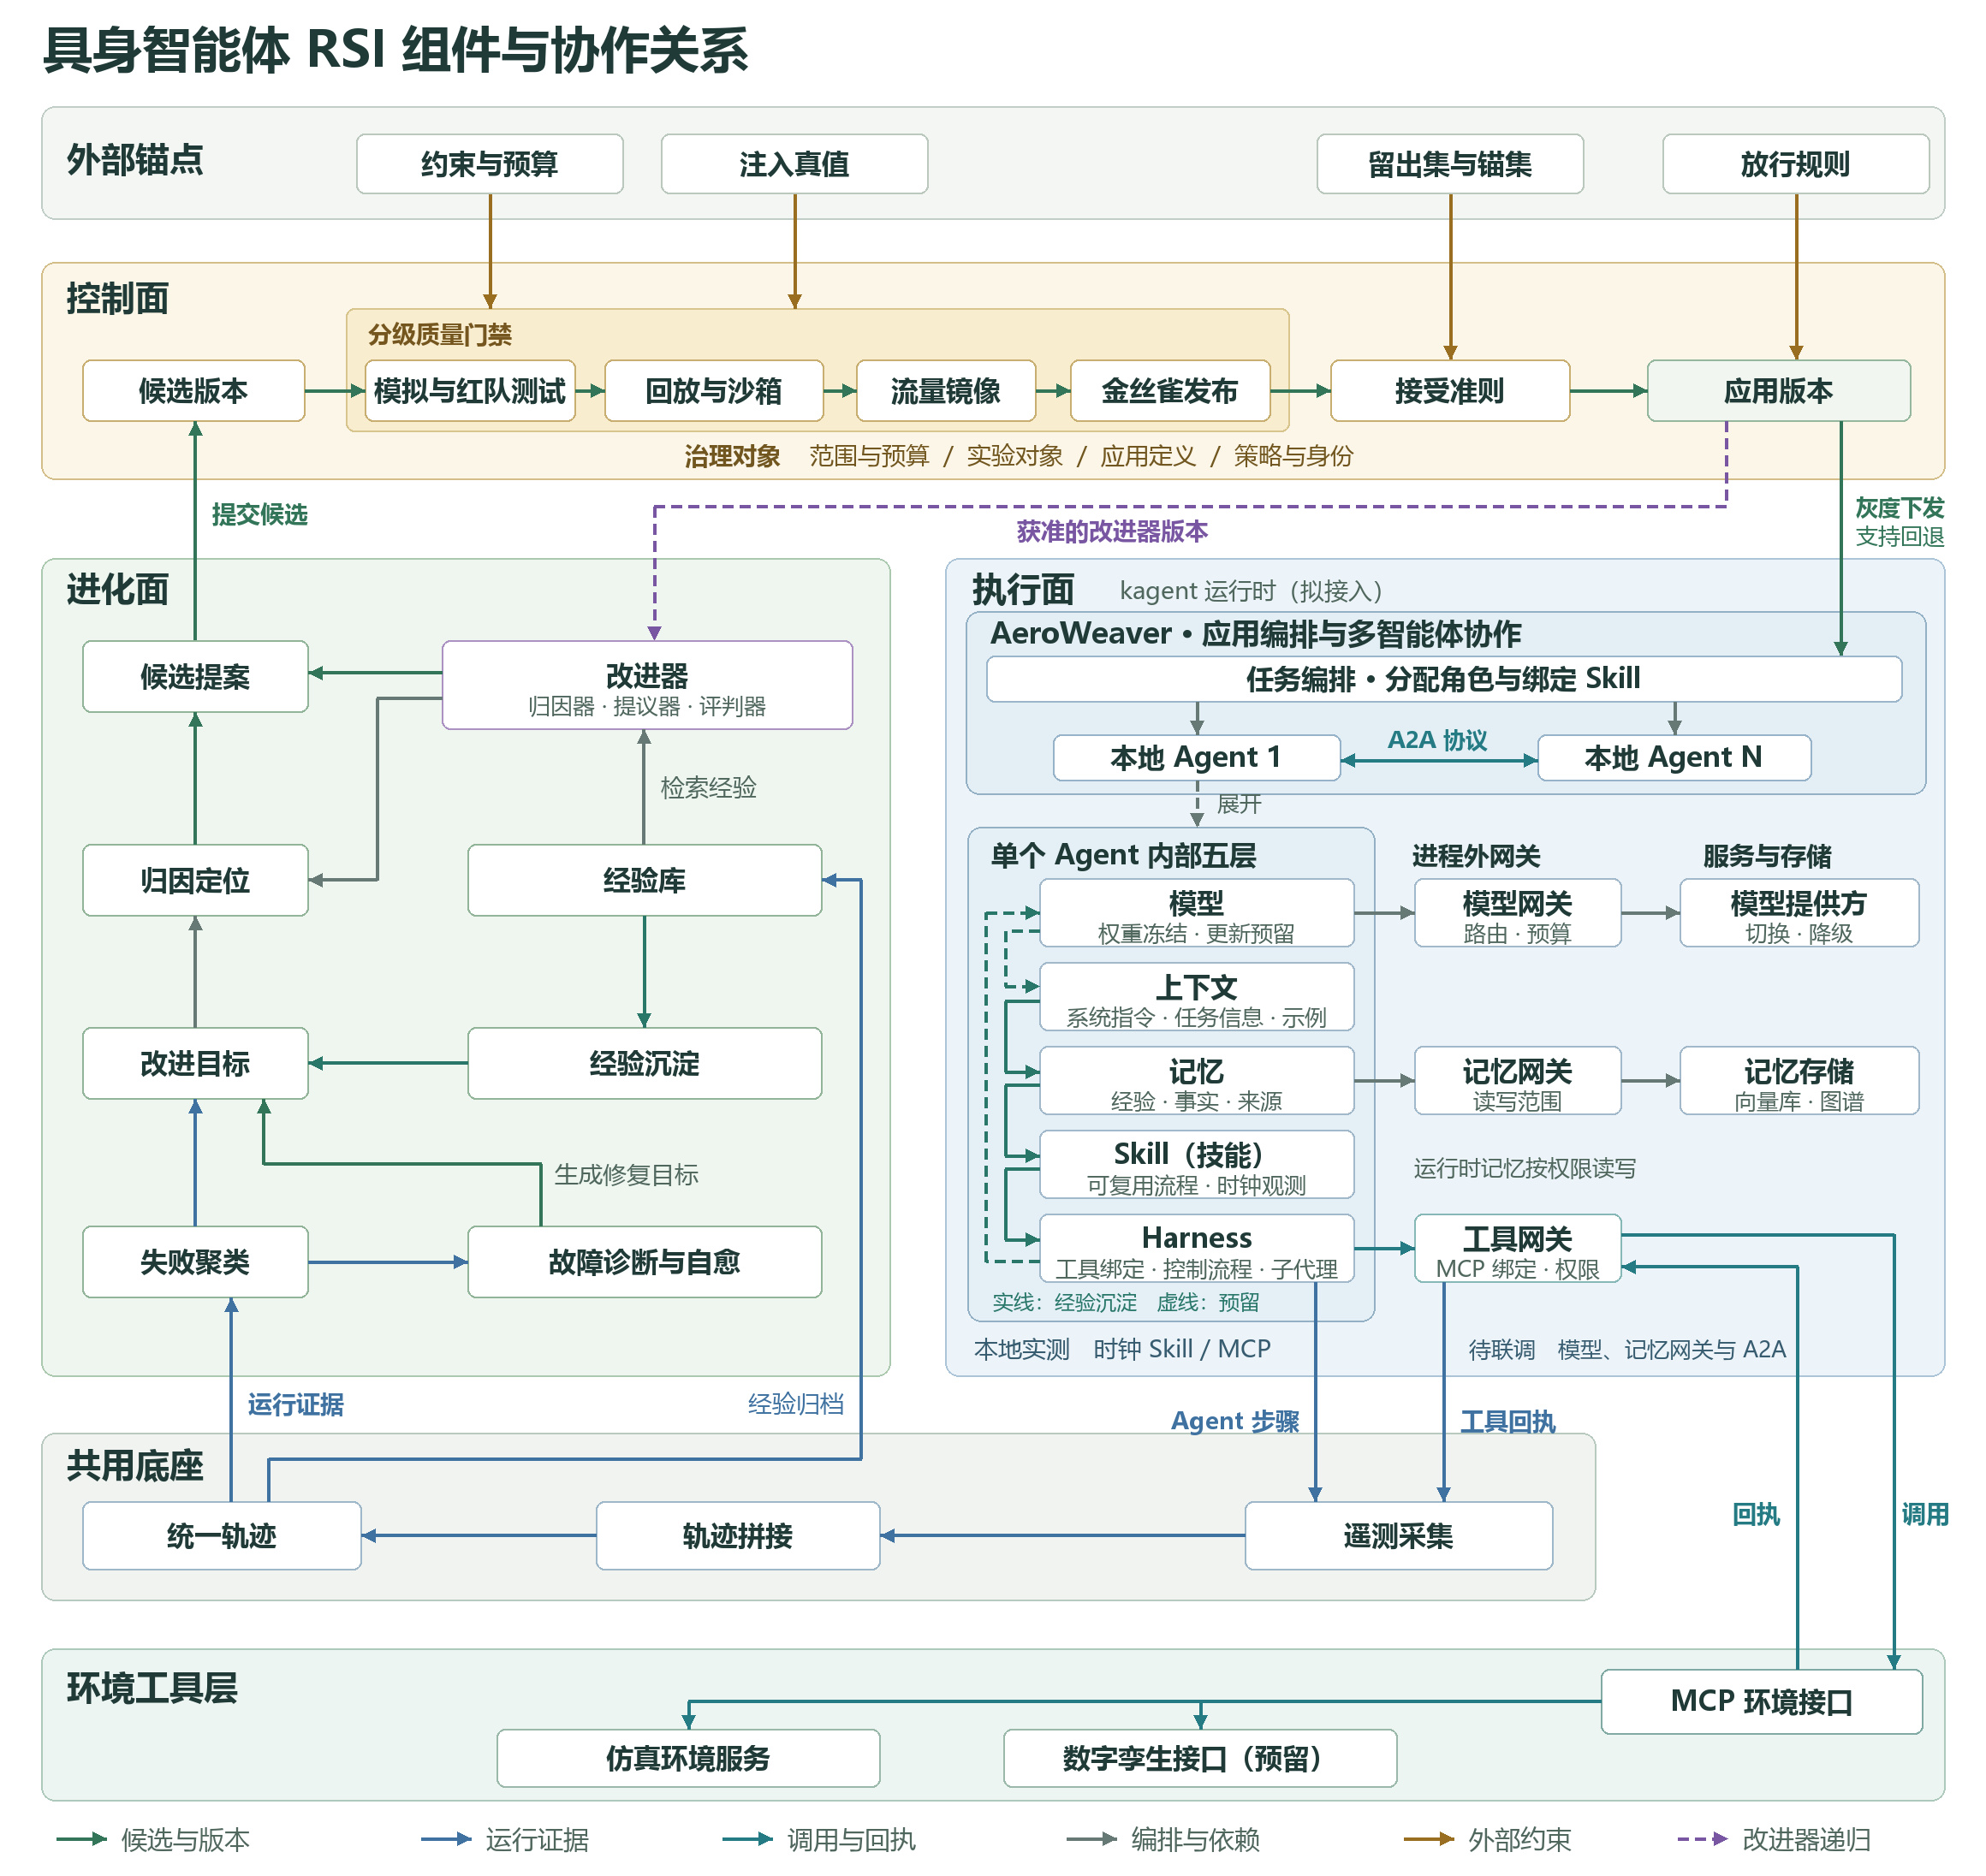 具身智能体 RSI 组件与协作关系
外部锚点
约束与预算
注入真值
留出集与锚集
放行规则
控制面
分级质量门禁
候选版本
模拟与红队测试
回放与沙箱
流量镜像
金丝雀发布
接受准则
应用版本
治理对象 范围与预算 / 实验对象 / 应用定义 / 策略与身份
提交候选
获准的改进器版本
灰度下发
支持回退
进化面
候选提案
改进器
归因器 · 提议器 · 评判器
检索经验
归因定位
经验库
改进目标
经验沉淀
生成修复目标
失败聚类
故障诊断与自愈
执行面 kagent 运行时（拟接入）
AeroWeaver • 应用编排与多智能体协作
任务编排 • 分配角色与绑定 Skill
本地 Agent 1
A2A 协议
本地 Agent N
展开
单个 Agent 内部五层
进程外网关
服务与存储
模型
权重冻结 · 更新预留
模型网关
路由 · 预算
模型提供方
切换 · 降级
上下文
系统指令 · 任务信息 · 示例
记忆
经验 · 事实 · 来源
记忆网关
读写范围
记忆存储
向量库 · 图谱
Skill（技能）
可复用流程 · 时钟观测
运行时记忆按权限读写
Harness
工具绑定 · 控制流程 · 子代理
工具网关
MCP 绑定 · 权限
实线：经验沉淀 虚线：预留
本地实测 时钟 Skill / MCP
待联调 模型、记忆网关与 A2A
运行证据
经验归档
Agent 步骤
工具回执
共用底座
统一轨迹
轨迹拼接
遥测采集
回执
调用
环境工具层
MCP 环境接口
仿真环境服务
数字孪生接口（预留）
候选与版本
运行证据
调用与回执
编排与依赖
外部约束
改进器递归